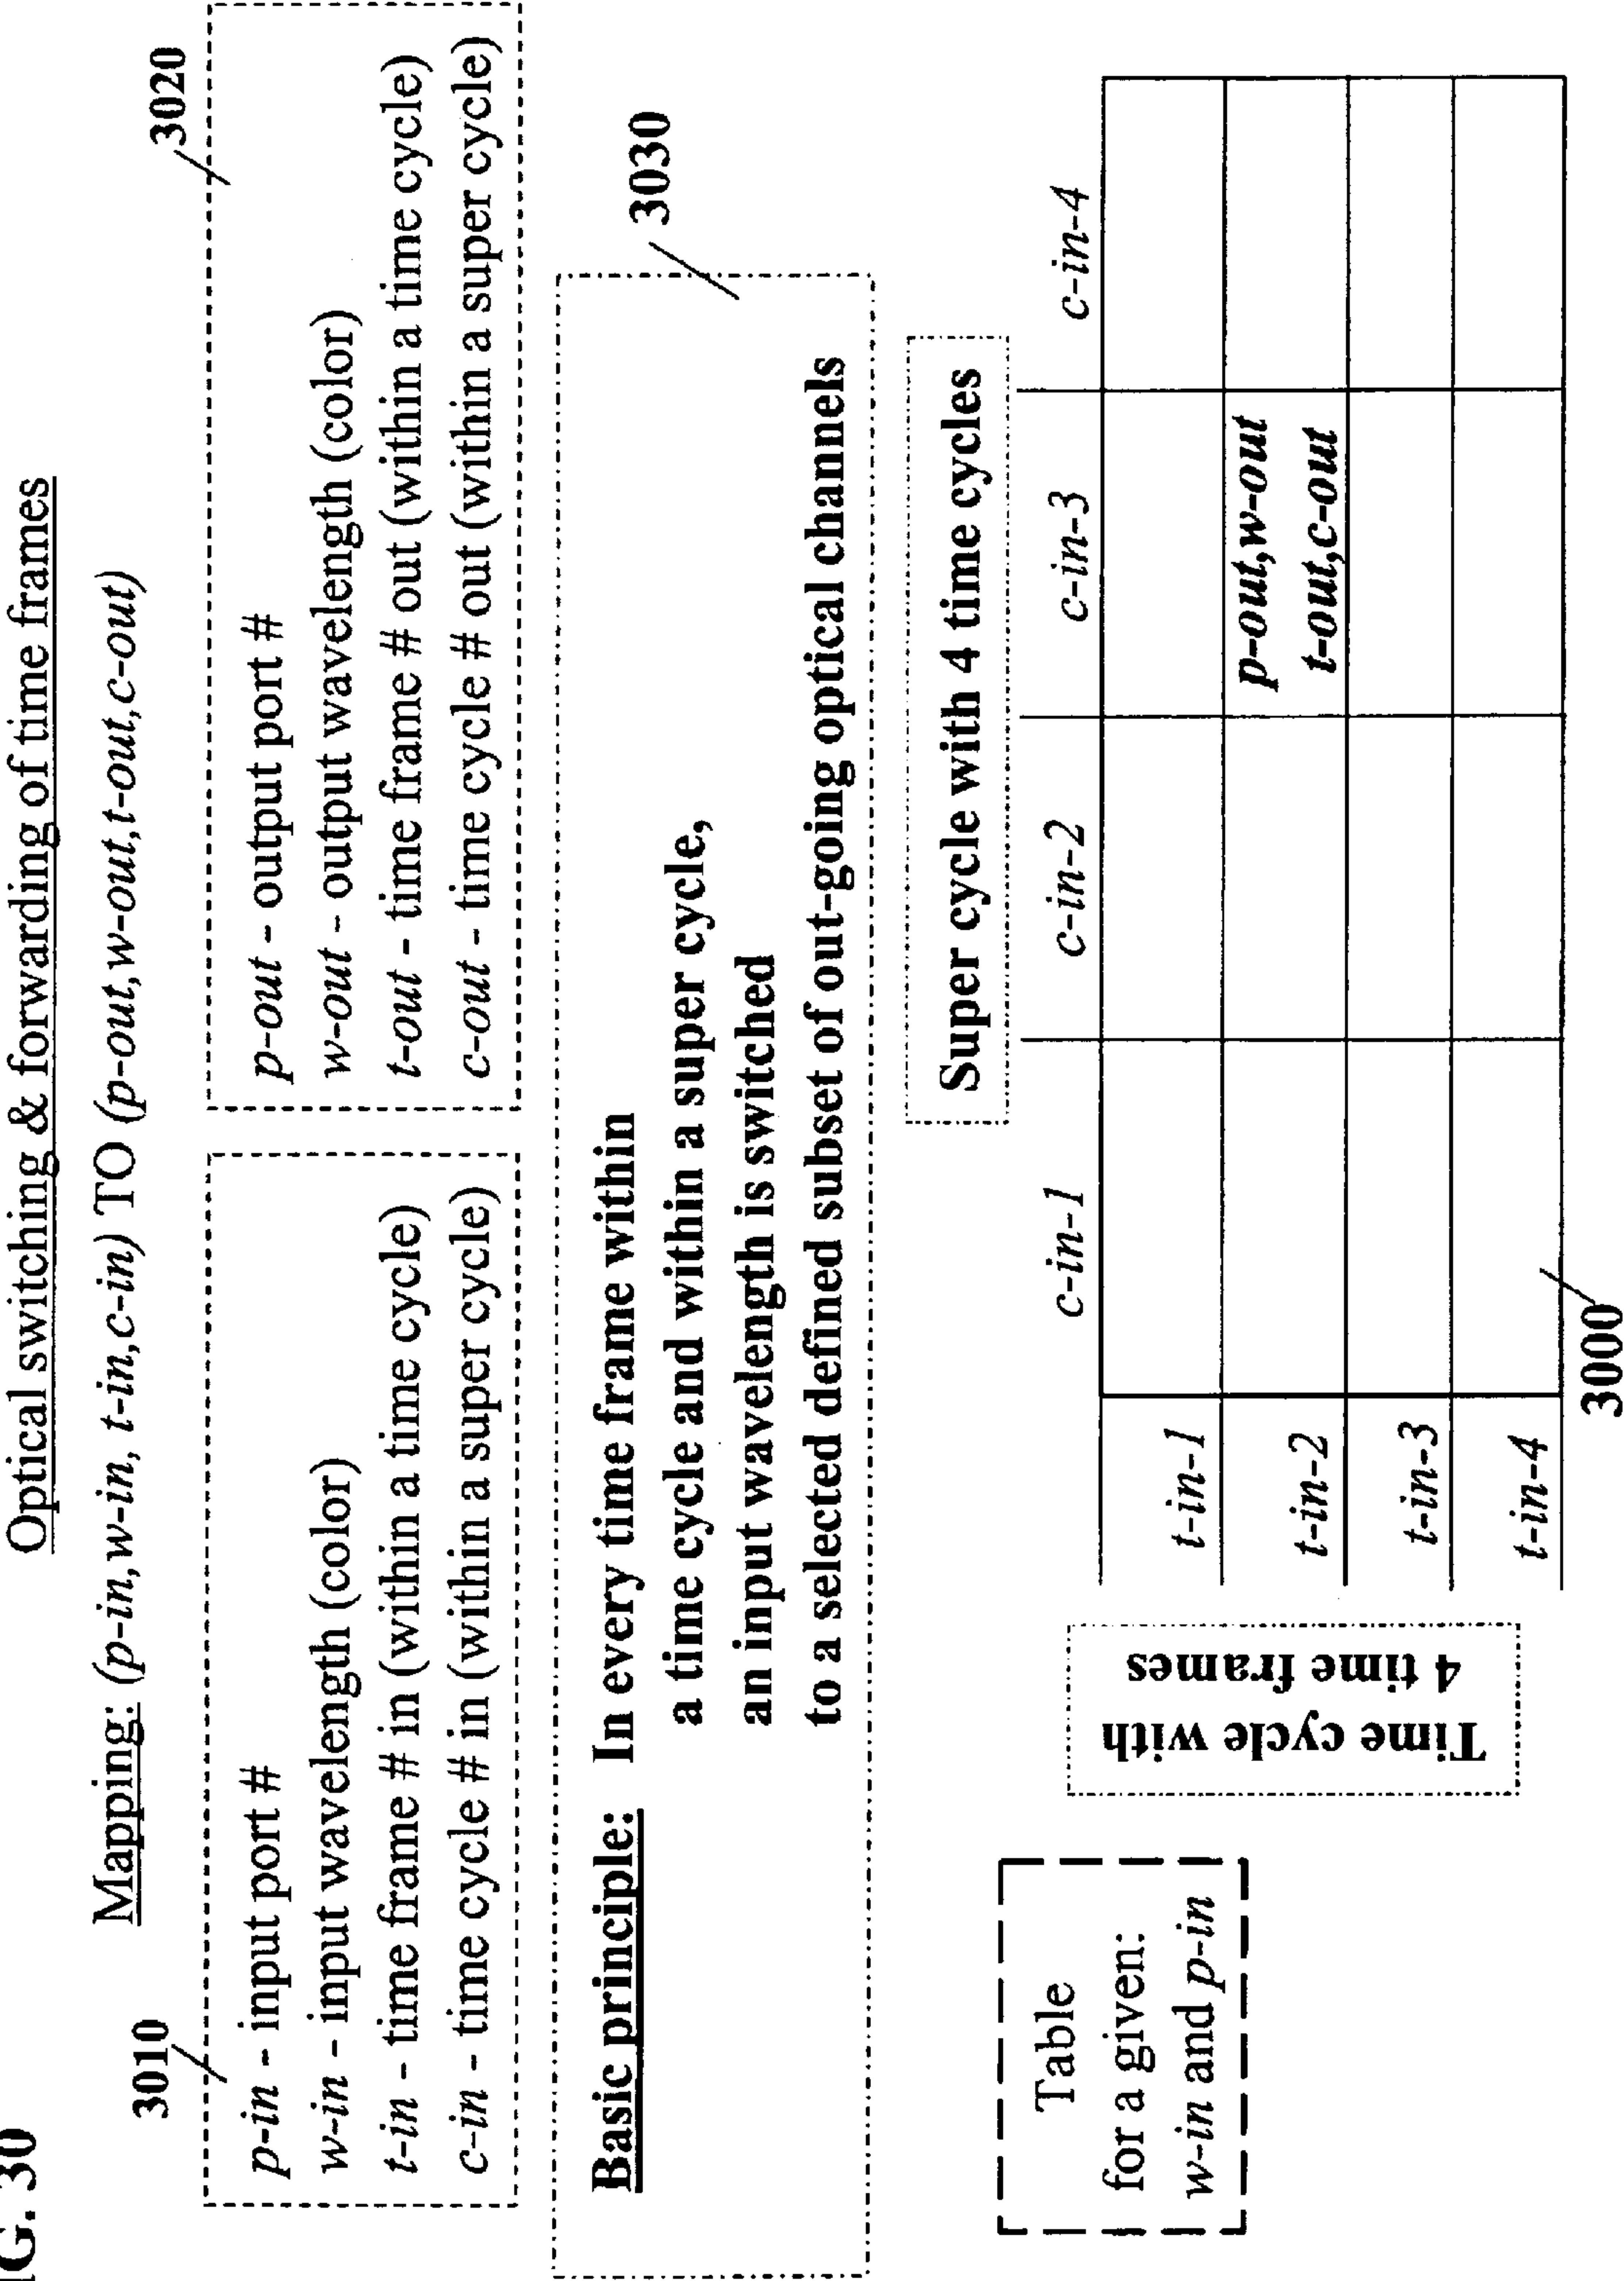 G. 30
Optical switching & forwarding of time frames
Mapping: (p-in,w-in, t-in,c-in) TO (p-out,w-out,t-out,c-out)
3010
3020
p-in - input port #
w-in - input wavelength (color)
t-in - time frame # in (within a time cycle)
c-in - time cycle # in (within a super cycle)
p-out - output port #
w-out - output wavelength (color)
t-out - time frame # out (within a time cycle)
c-out - time cycle # out (within a super cycle)
3030
Basic principle: In every time frame within
a time cycle and within a super cycle,
an input wavelength is switched
to a selected defined subset of out-going optical channels
Super cycle with 4 time cycles
Table
for a given:
w-in and p-in
Time cycle with
4 time frames
c-in-1 c-in-2 c-in-3 c-in-4
t-in-1
t-in-2 p-out,w-out
t-out,c-out
t-in-3
t-in-4
3000